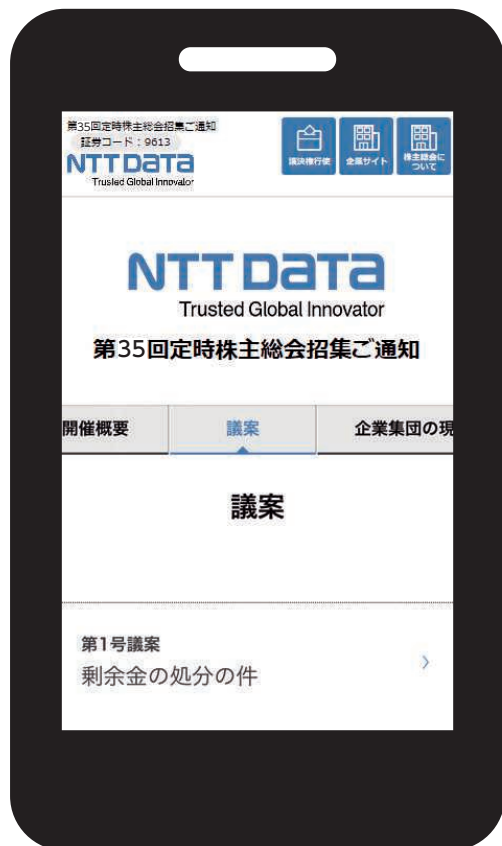 第35回定時株主総会招集ご通知
証券コード：9613
NTT DATA
Trusted Global Innovator
議決権行使
企業サイト
株主総会に
ついて
NTT DATA
Trusted Global Innovator
第35回定時株主総会招集ご通知
開催概要
議案
企業集団の現
議案
第1号議案
剰余金の処分の件